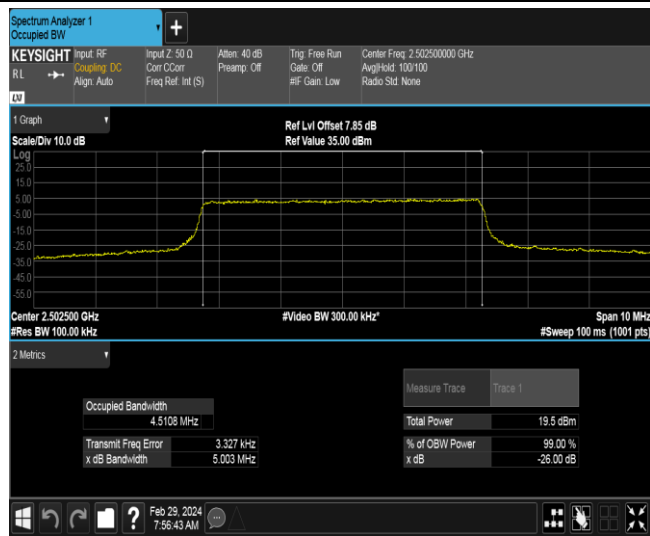 Spectrum Analyzer 1
Occupied BW
+
KEYSIGHT Input: RF Input Z: 50 Ω Atten: 40 dB Trig: Free Run Center Freq: 2.502500000 GHz
RL Coupling: DC Corr CCorr Preamp: Off Gate: Off Avg|Hold: 100/100
Align: Auto Freq Ref: Int (S) #IF Gain: Low Radio Std: None
LXI
1 Graph
Ref Lvl Offset 7.85 dB
Scale/Div 10.0 dB Ref Value 35.00 dBm
Log
25.0
15.0
5.00
-5.00
-15.0
-25.0
-35.0
-45.0
-55.0
Center 2.502500 GHz #Video BW 300.00 kHz* Span 10 MHz
#Res BW 100.00 kHz #Sweep 100 ms (1001 pts)
2 Metrics
Measure Trace Trace 1
Occupied Bandwidth
4.5108 MHz
Total Power 19.5 dBm
Transmit Freq Error 3.327 kHz % of OBW Power 99.00 %
x dB Bandwidth 5.003 MHz x dB -26.00 dB
? Feb 29, 2024
7:56:43 AM